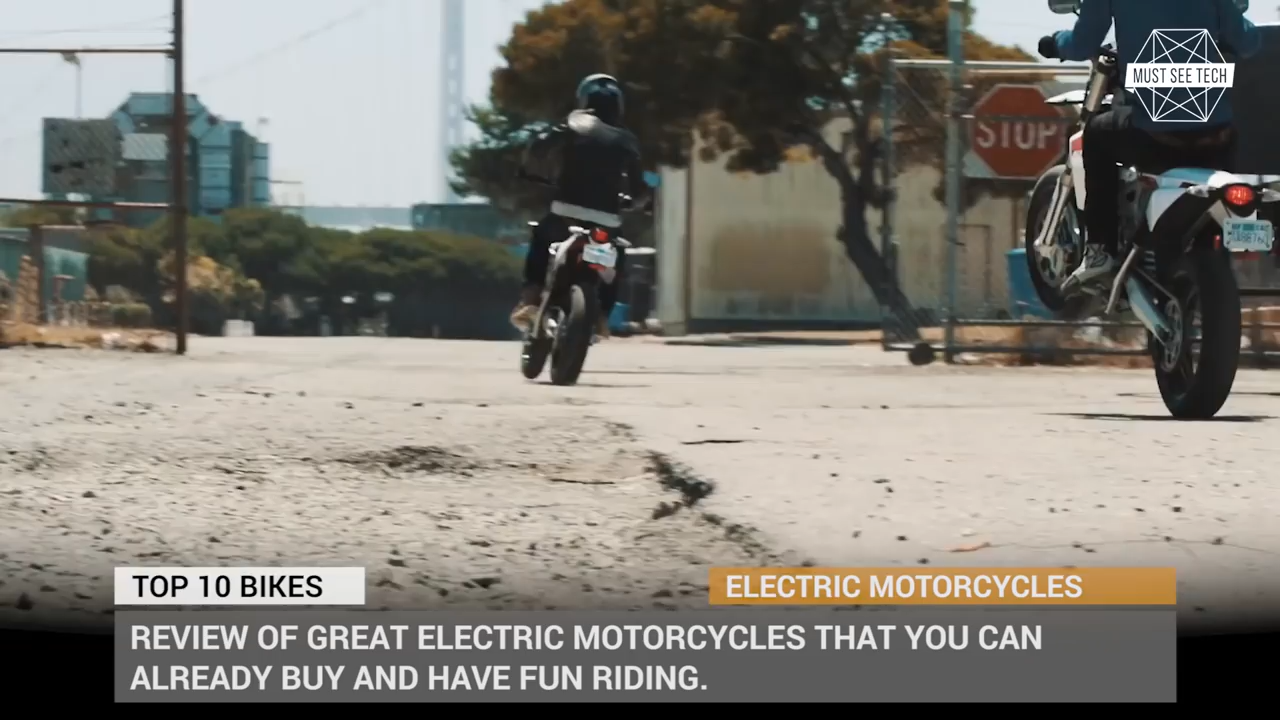 MUST SEE TECH
STOP
TOP 10 BIKES
ELECTRIC MOTORCYCLES
REVIEW OF GREAT ELECTRIC MOTORCYCLES THAT YOU CAN
ALREADY BUY AND HAVE FUN RIDING.